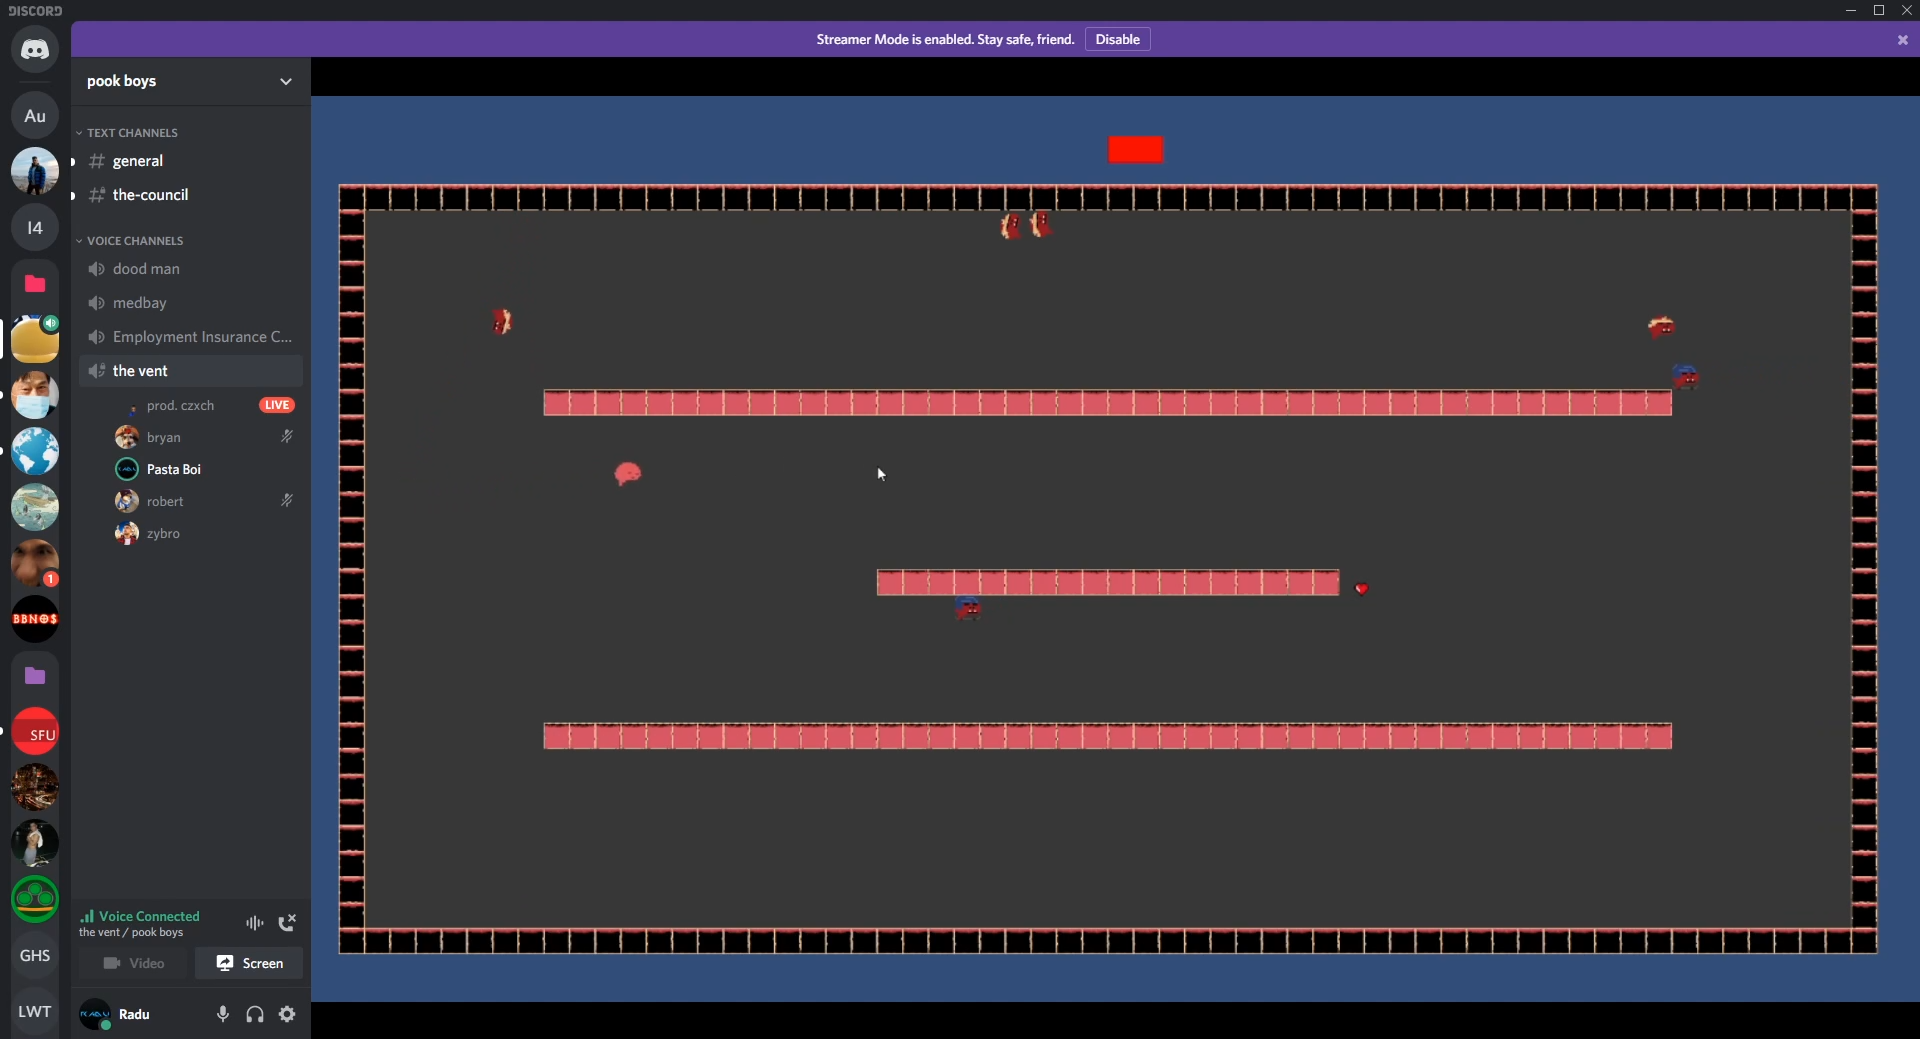 DISCORD
Streamer Mode is enabled. Stay safe, friend. Disable
pook boys
TEXT CHANNELS
general
the-council
VOICE CHANNELS
dood man
medbay
Employment Insurance C...
the vent
prod. czxch LIVE
bryan
Pasta Boi
robert
zybro
Au
I4
1
BBNO$
SFU
GHS
LWT
Voice Connected
the vent / pook boys
Video Screen
Radu